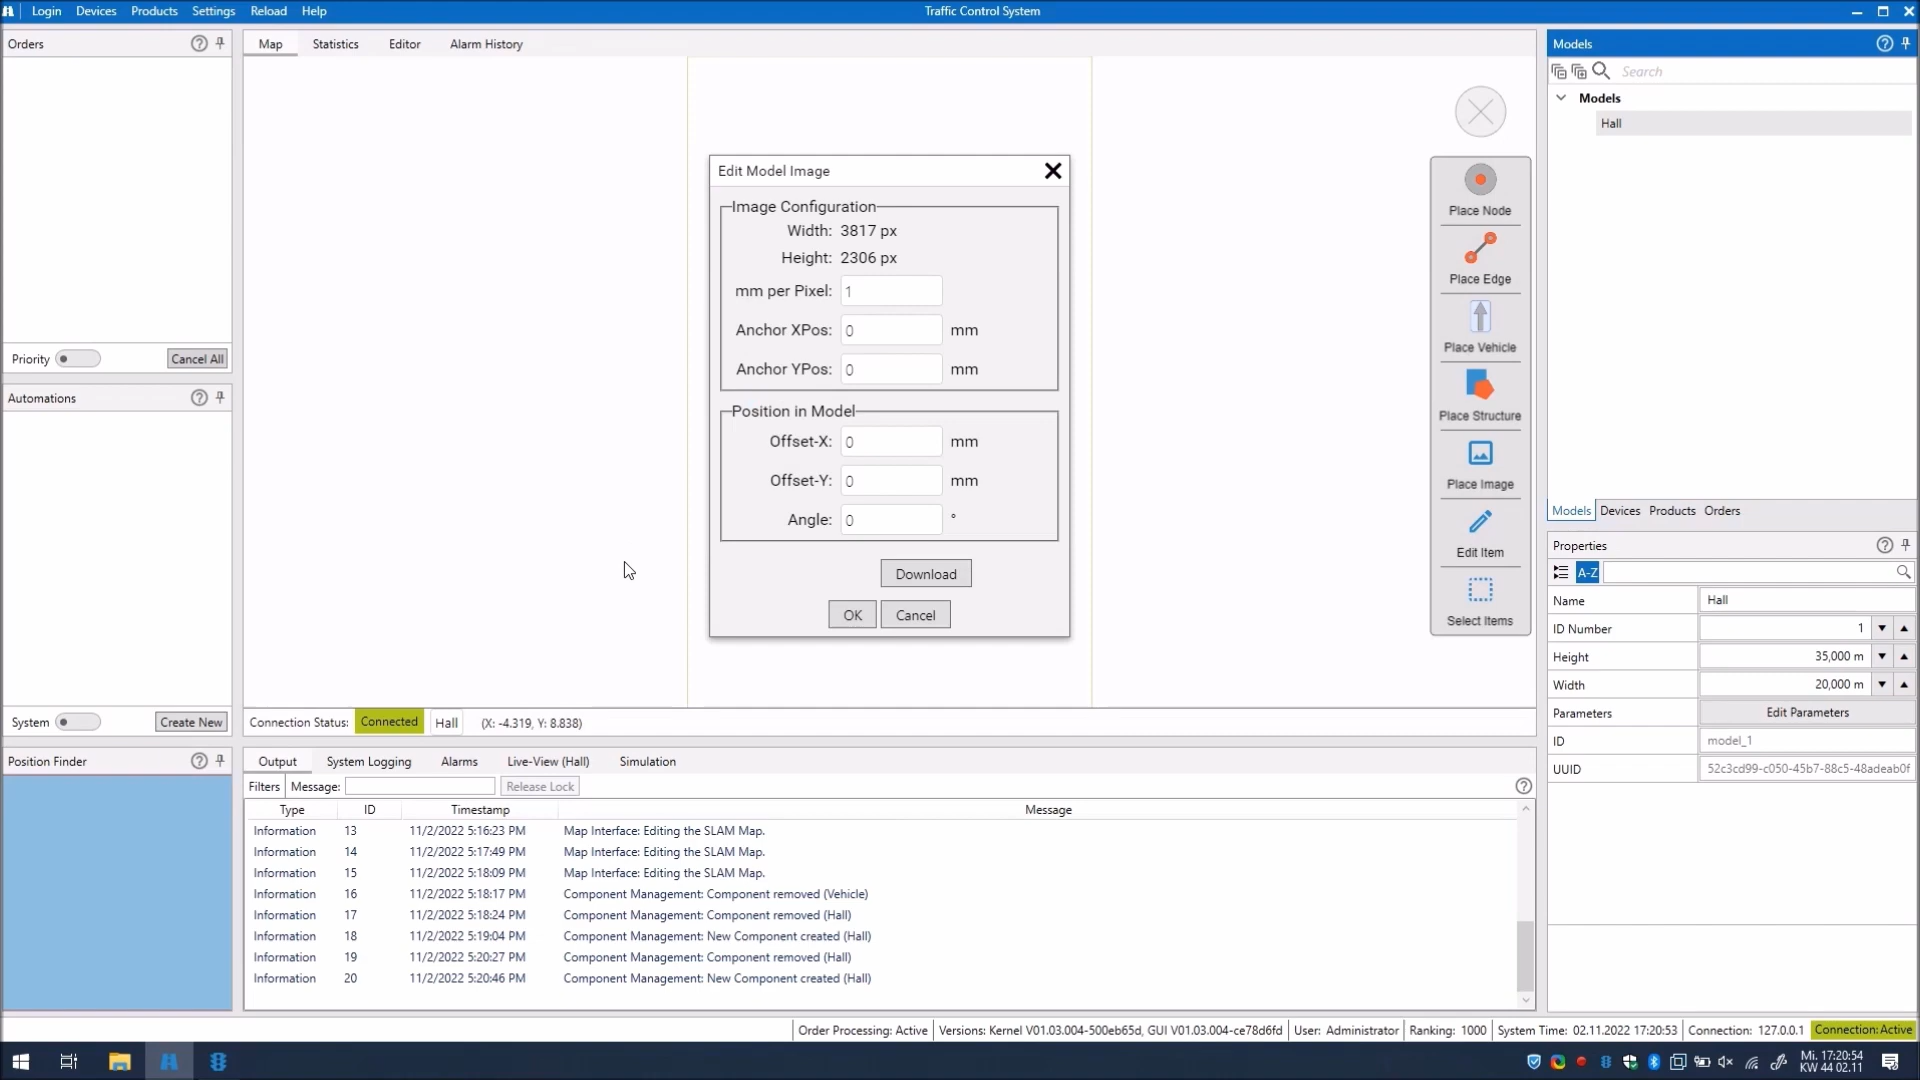 Login Devices Products Settings Reload Help
Traffic Control System
Orders
Priority
Cancel All
Automations
System
Create New
Position Finder
Map Statistics Editor Alarm History
Edit Model Image
Image Configuration
Width: 3817 px
Height: 2306 px
mm per Pixel: 1
Anchor XPos: 0 mm
Anchor YPos: 0 mm
Position in Model
Offset-X: 0 mm
Offset-Y: 0 mm
Angle: 0 °
Download
OK Cancel
Place Node
Place Edge
Place Vehicle
Place Structure
Place Image
Edit Item
Select Items
Connection Status: Connected Hall (X: -4.319, Y: 8.838)
Output System Logging Alarms Live-View (Hall) Simulation
Filters Message: Release Lock
Type ID Timestamp Message
Information 13 11/2/2022 5:16:23 PM Map Interface: Editing the SLAM Map.
Information 14 11/2/2022 5:17:49 PM Map Interface: Editing the SLAM Map.
Information 15 11/2/2022 5:18:09 PM Map Interface: Editing the SLAM Map.
Information 16 11/2/2022 5:18:17 PM Component Management: Component removed (Vehicle)
Information 17 11/2/2022 5:18:24 PM Component Management: Component removed (Hall)
Information 18 11/2/2022 5:19:04 PM Component Management: New Component created (Hall)
Information 19 11/2/2022 5:20:27 PM Component Management: Component removed (Hall)
Information 20 11/2/2022 5:20:46 PM Component Management: New Component created (Hall)
Models
Search
Models
Hall
Models Devices Products Orders
Properties
A-Z
Name Hall
ID Number 1
Height 35,000 m
Width 20,000 m
Parameters Edit Parameters
ID model_1
UUID 52c3cd99-c050-45b7-88c5-48adeab0f
Order Processing: Active Versions: Kernel V01.03.004-500eb65d, GUI V01.03.004-ce78d6fd User: Administrator Ranking: 1000 System Time: 02.11.2022 17:20:53 Connection: 127.0.0.1 Connection: Active
Mi. 17:20:54
KW 44 02.11